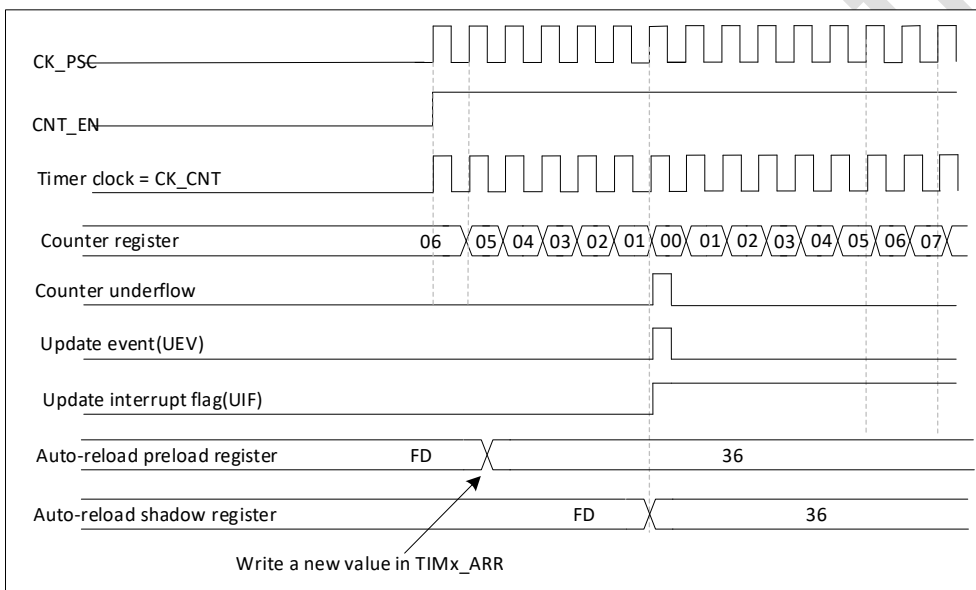 CK_PSC
CNT_EN
Timer clock = CK_CNT
Counter register 06 05 04 03 02 01 00 01 02 03 04 05 06 07
Counter underflow
Update event(UEV)
Update interrupt flag(UIF)
Auto-reload preload register FD 36
Auto-reload shadow register FD 36
Write a new value in TIMx_ARR